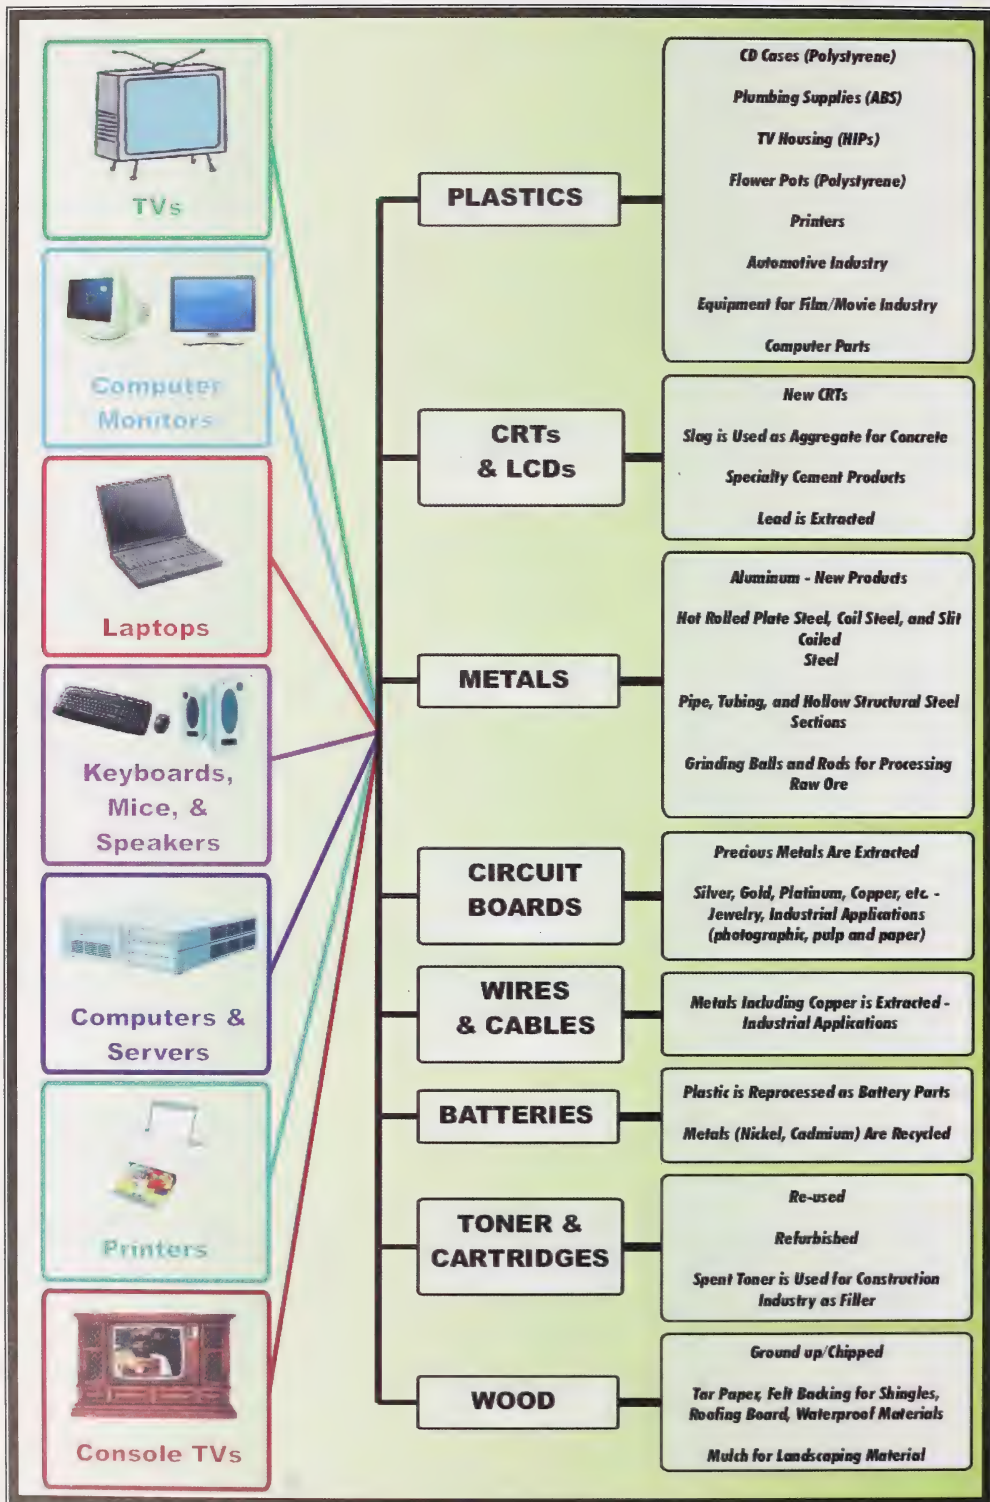 TVs
Computer
Monitors
Laptops
Keyboards,
Mice, &
Speakers
Computers &
Servers
Printers
Console TVs
PLASTICS
CRTs
& LCDs
METALS
CIRCUIT
BOARDS
WIRES
& CABLES
BATTERIES
TONER &
CARTRIDGES
WOOD
CD Cases (Polystyrene)
Plumbing Supplies (ABS)
TV Housing (HIPs)
Flower Pots (Polystyrene)
Printers
Automotive Industry
Equipment for Film/Movie Industry
Computer Parts
New CRTs
Slag is Used as Aggregate for Concrete
Specialty Cement Products
Lead is Extracted
Aluminum - New Products
Hot Rolled Plate Steel, Coil Steel, and Slit
Coiled
Steel
Pipe, Tubing, and Hollow Structural Steel
Sections
Grinding Balls and Rods for Processing
Raw Ore
Precious Metals Are Extracted
Silver, Gold, Platinum, Copper, etc. -
Jewelry, Industrial Applications
(photographic, pulp and paper)
Metals Including Copper is Extracted -
Industrial Applications
Plastic is Reprocessed as Battery Parts
Metals (Nickel, Cadmium) Are Recycled
Re-used
Refurbished
Spent Toner is Used for Construction
Industry as Filler
Ground up/Chipped
Tar Paper, Felt Backing for Shingles,
Roofing Board, Waterproof Materials
Mulch for Landscaping Material